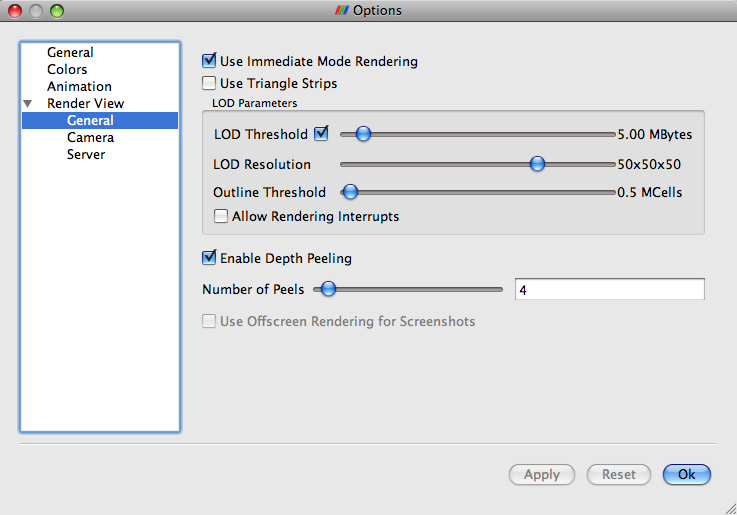 Options
General
Colors
Animation
Render View
General
Camera
Server
Use Immediate Mode Rendering
Use Triangle Strips
LOD Parameters
LOD Threshold 5.00 MBytes
LOD Resolution 50x50x50
Outline Threshold 0.5 MCells
Allow Rendering Interrupts
Enable Depth Peeling
Number of Peels 4
Use Offscreen Rendering for Screenshots
Apply Reset Ok